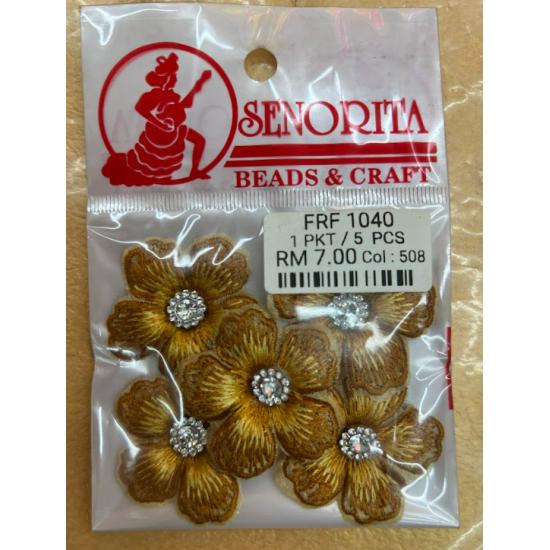 SENORITA
BEADS & CRAFT
FRF 1040
1 PKT / 5 PCS
RM 7.00 Col : 508